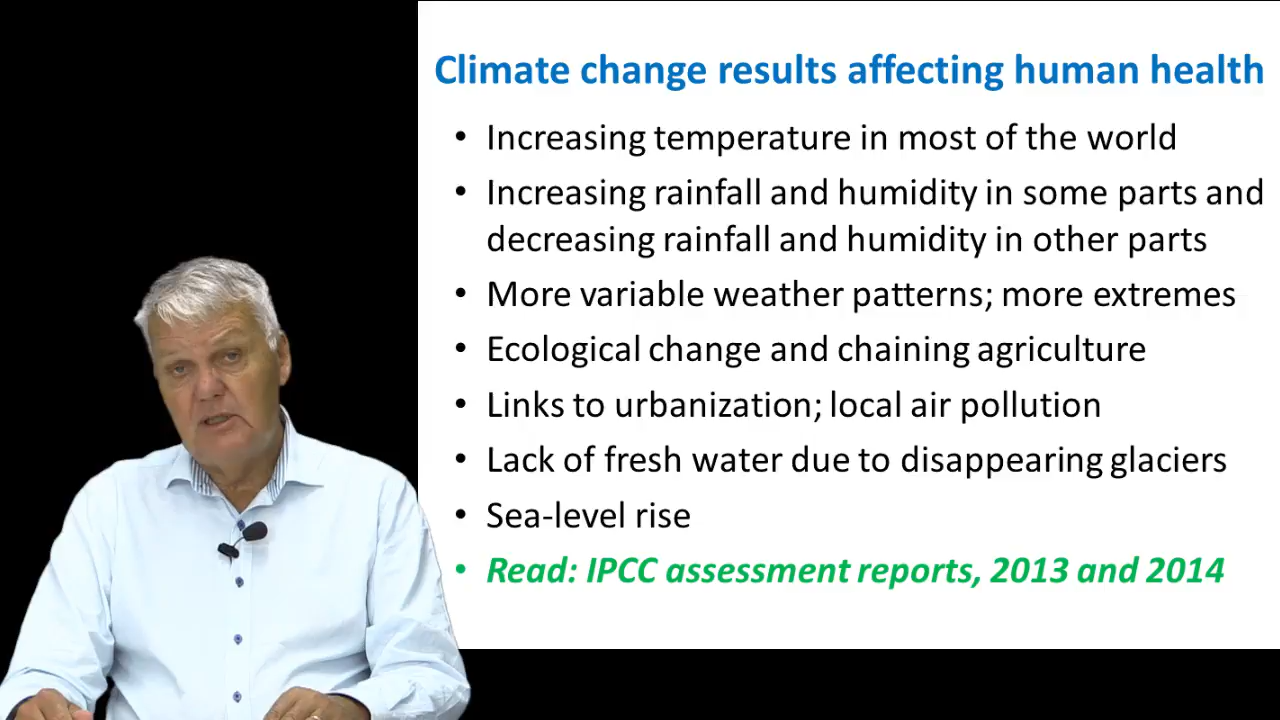 Climate change results affecting human health
• Increasing temperature in most of the world
• Increasing rainfall and humidity in some parts and
decreasing rainfall and humidity in other parts
• More variable weather patterns; more extremes
• Ecological change and chaining agriculture
• Links to urbanization; local air pollution
• Lack of fresh water due to disappearing glaciers
• Sea-level rise
• Read: IPCC assessment reports, 2013 and 2014